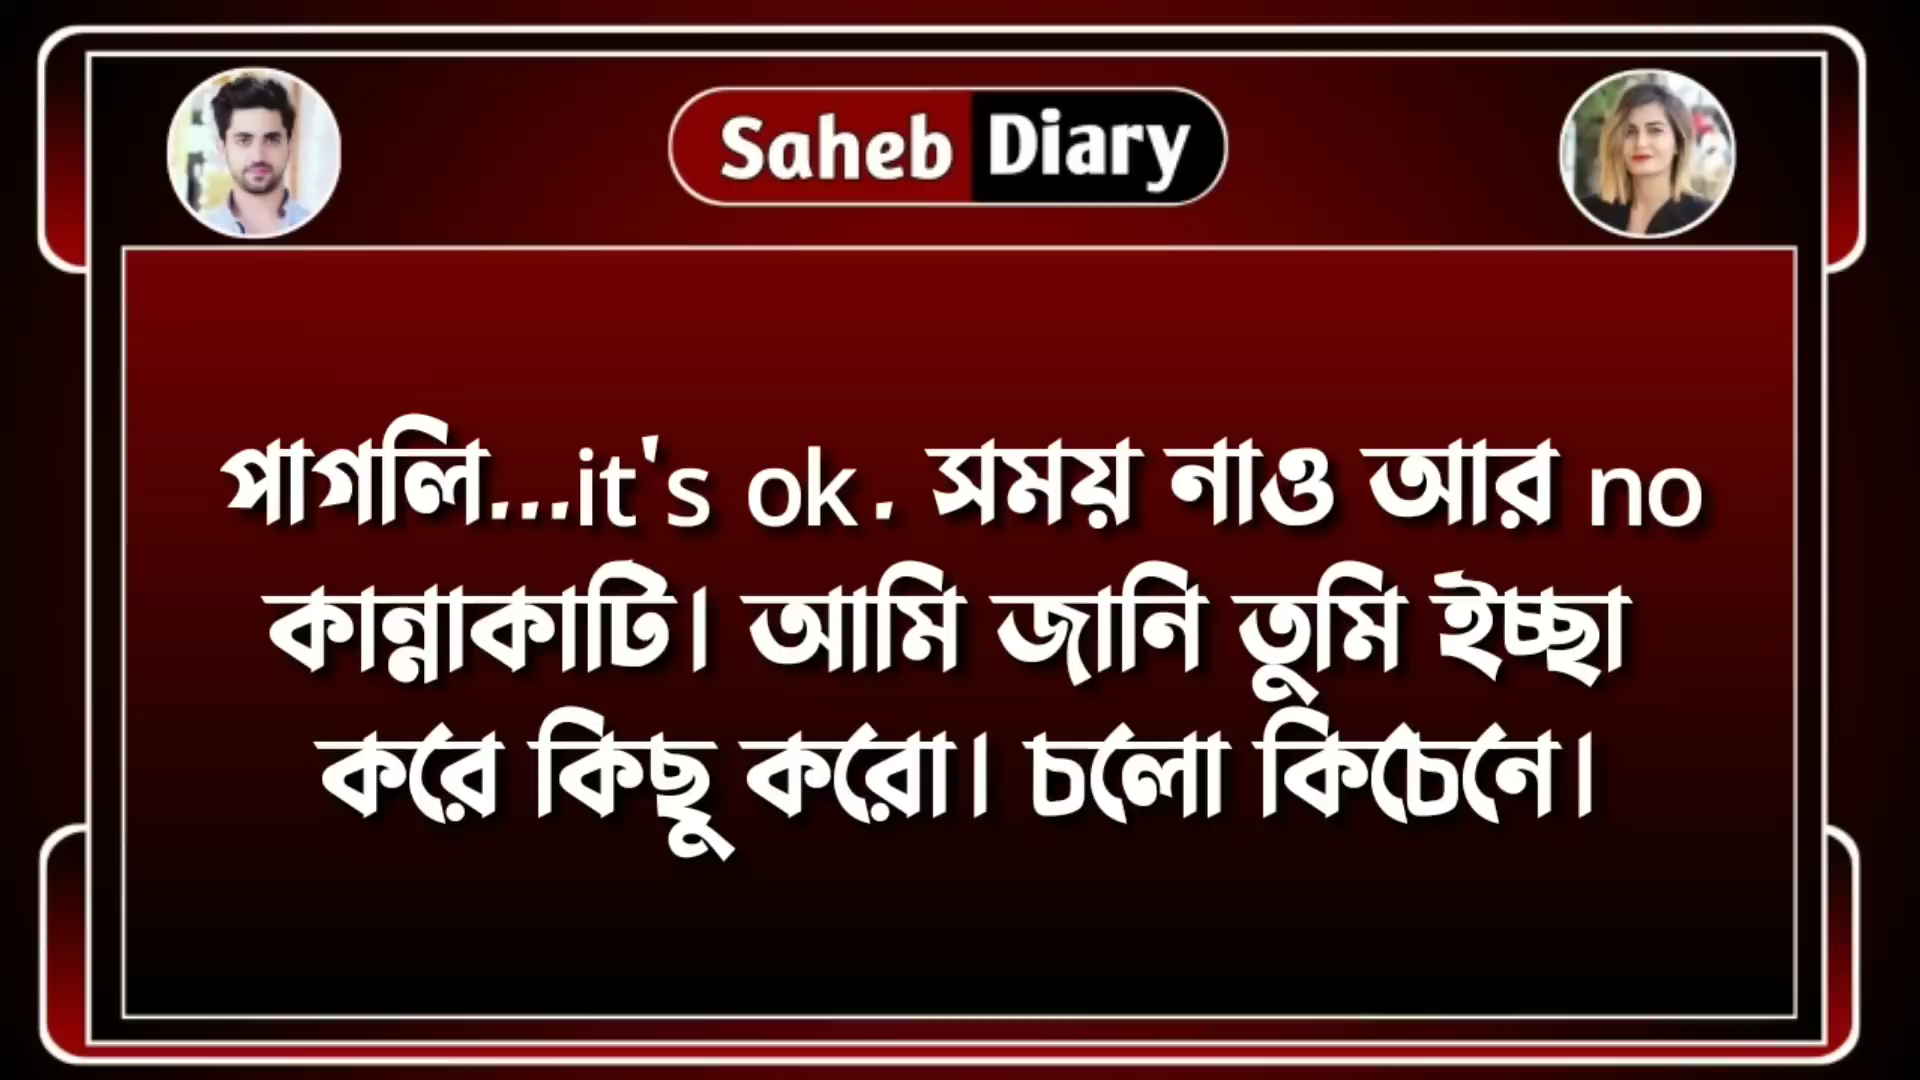 Saheb Diary
পাগলি...it's ok. সময় নাও আর no
কান্নাকাটি। আমি জানি তুমি ইচ্ছা
করে কিছু করো। চলো কিচেনে।